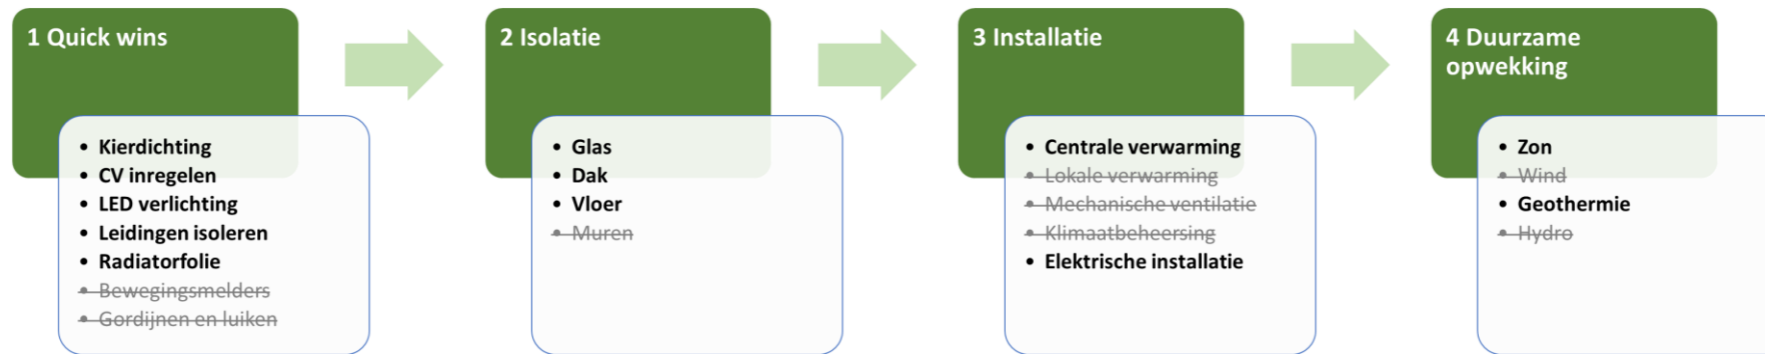 1 Quick wins
• Kierdichting
• CV inregelen
• LED verlichting
• Leidingen isoleren
• Radiatorfolie
• Bewegingsmelders
• Gordijnen en luiken
2 Isolatie
• Glas
• Dak
• Vloer
• Muren
3 Installatie
• Centrale verwarming
• Lokale verwarming
• Mechanische ventilatie
• Klimaatbeheersing
• Elektrische installatie
4 Duurzame
opwekking
• Zon
• Wind
• Geothermie
• Hydro